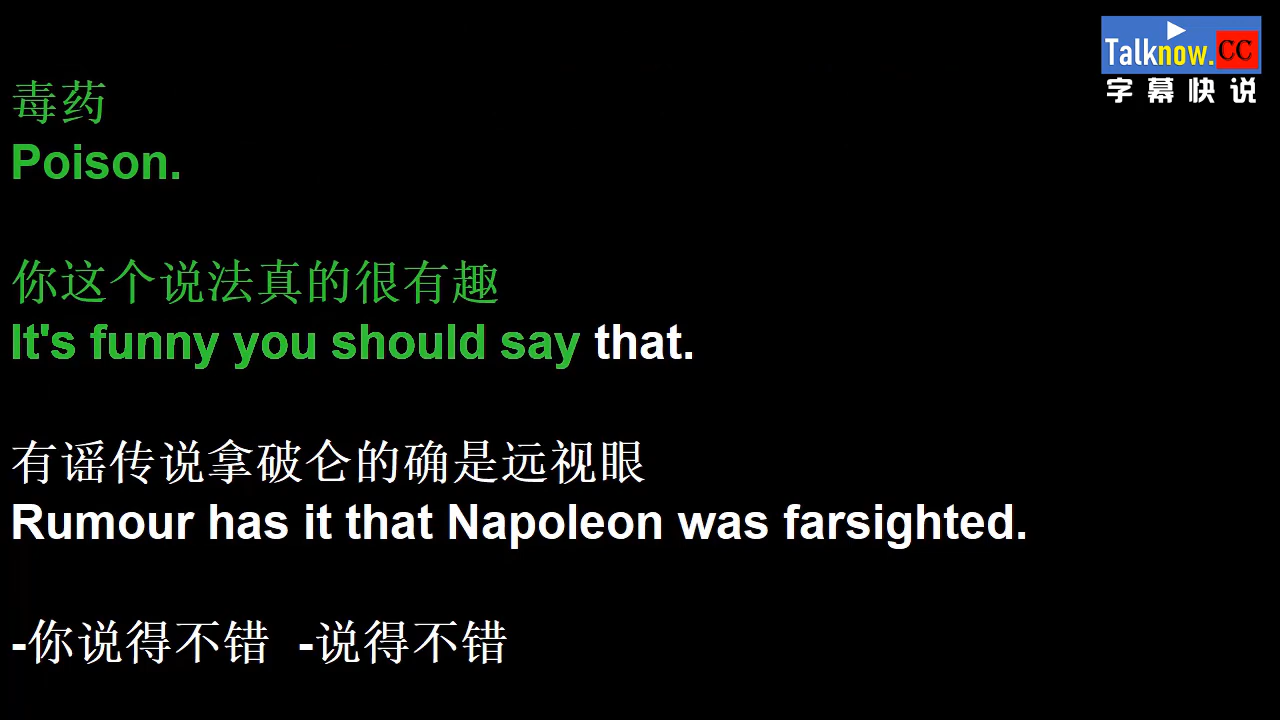 Talknow.CC
字幕快说
毒药
Poison.
你这个说法真的很有趣
It's funny you should say that.
有谣传说拿破仑的确是远视眼
Rumour has it that Napoleon was farsighted.
-你说得不错 -说得不错